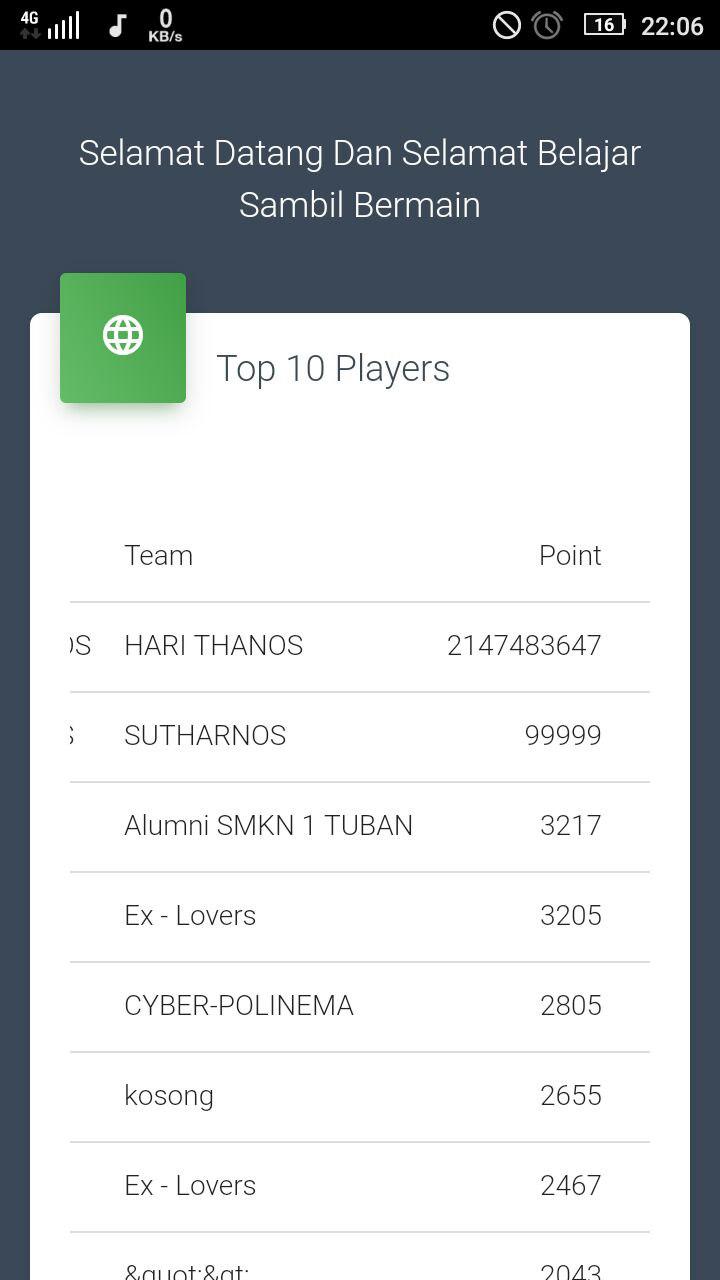 4G 0 KB/s 16 22:06
Selamat Datang Dan Selamat Belajar
Sambil Bermain
Top 10 Players
Team Point
HARI THANOS 2147483647
SUTHARNOS 99999
Alumni SMKN 1 TUBAN 3217
Ex - Lovers 3205
CYBER-POLINEMA 2805
kosong 2655
Ex - Lovers 2467
&quot;&gt; 2043